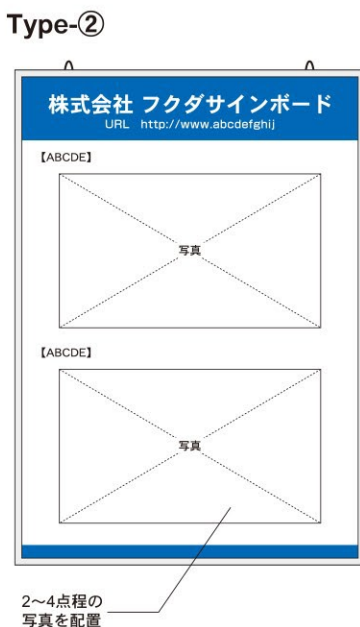 Type-②
株式会社 フクダサインボード
URL http://www.abcdefghij
【ABCDE】
写真
【ABCDE】
写真
2〜4点程の
写真を配置